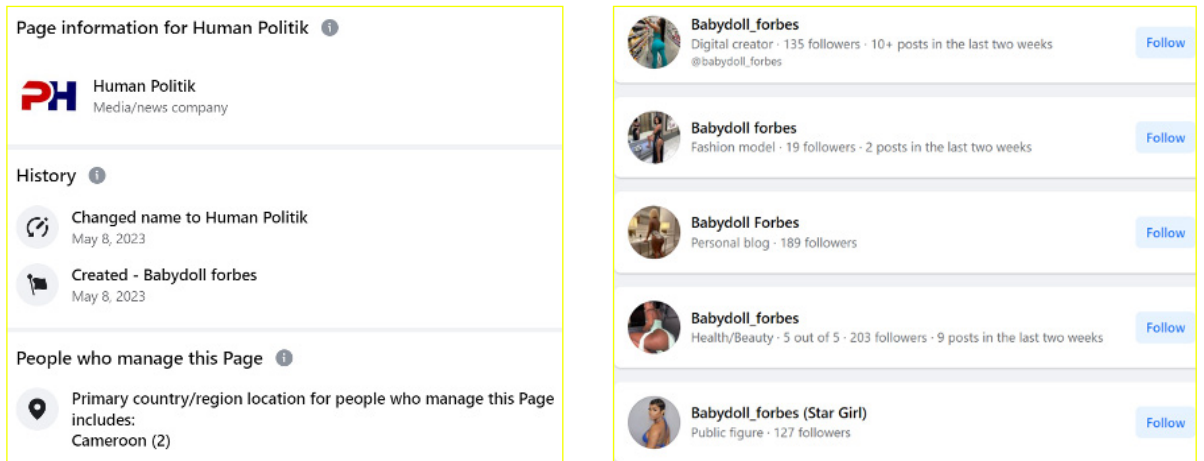 Page information for Human Politik
PH
Human Politik
Media/news company
History
Changed name to Human Politik
May 8, 2023
Created - Babydoll forbes
May 8, 2023
People who manage this Page
Primary country/region location for people who manage this Page
includes:
Cameroon (2)
Babydoll_forbes
Digital creator · 135 followers · 10+ posts in the last two weeks
@babydoll_forbes
Follow
Babydoll forbes
Fashion model · 19 followers · 2 posts in the last two weeks
Follow
Babydoll Forbes
Personal blog · 189 followers
Follow
Babydoll_forbes
Health/Beauty · 5 out of 5 · 203 followers · 9 posts in the last two weeks
Follow
Babydoll_forbes (Star Girl)
Public figure · 127 followers
Follow